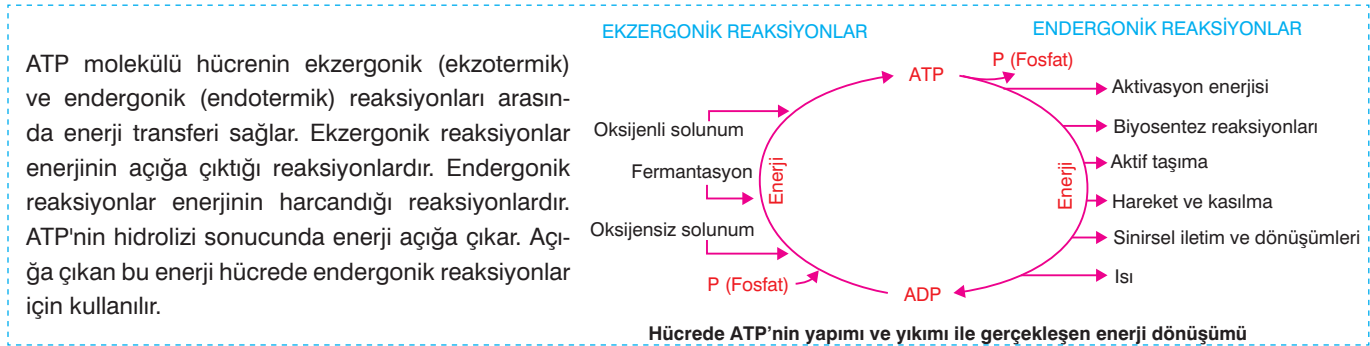 ATP molekülü hücrenin ekzergonik (ekzotermik)
ve endergonik (endotermik) reaksiyonları arasın-
da enerji transferi sağlar. Ekzergonik reaksiyonlar
enerjinin açığa çıktığı reaksiyonlardır. Endergonik
reaksiyonlar enerjinin harcandığı reaksiyonlardır.
ATP'nin hidrolizi sonucunda enerji açığa çıkar. Açı-
ğa çıkan bu enerji hücrede endergonik reaksiyonlar
için kullanılır.
EKZERGONİK REAKSİYONLAR
ENDERGONİK REAKSİYONLAR
ATP
P (Fosfat)
Oksijenli solunum
Fermantasyon
Oksijensiz solunum
P (Fosfat)
Enerji
Enerji
Aktivasyon enerjisi
Biyosentez reaksiyonları
Aktif taşıma
Hareket ve kasılma
Sinirsel iletim ve dönüşümleri
Isı
ADP
Hücrede ATP’nin yapımı ve yıkımı ile gerçekleşen enerji dönüşümü